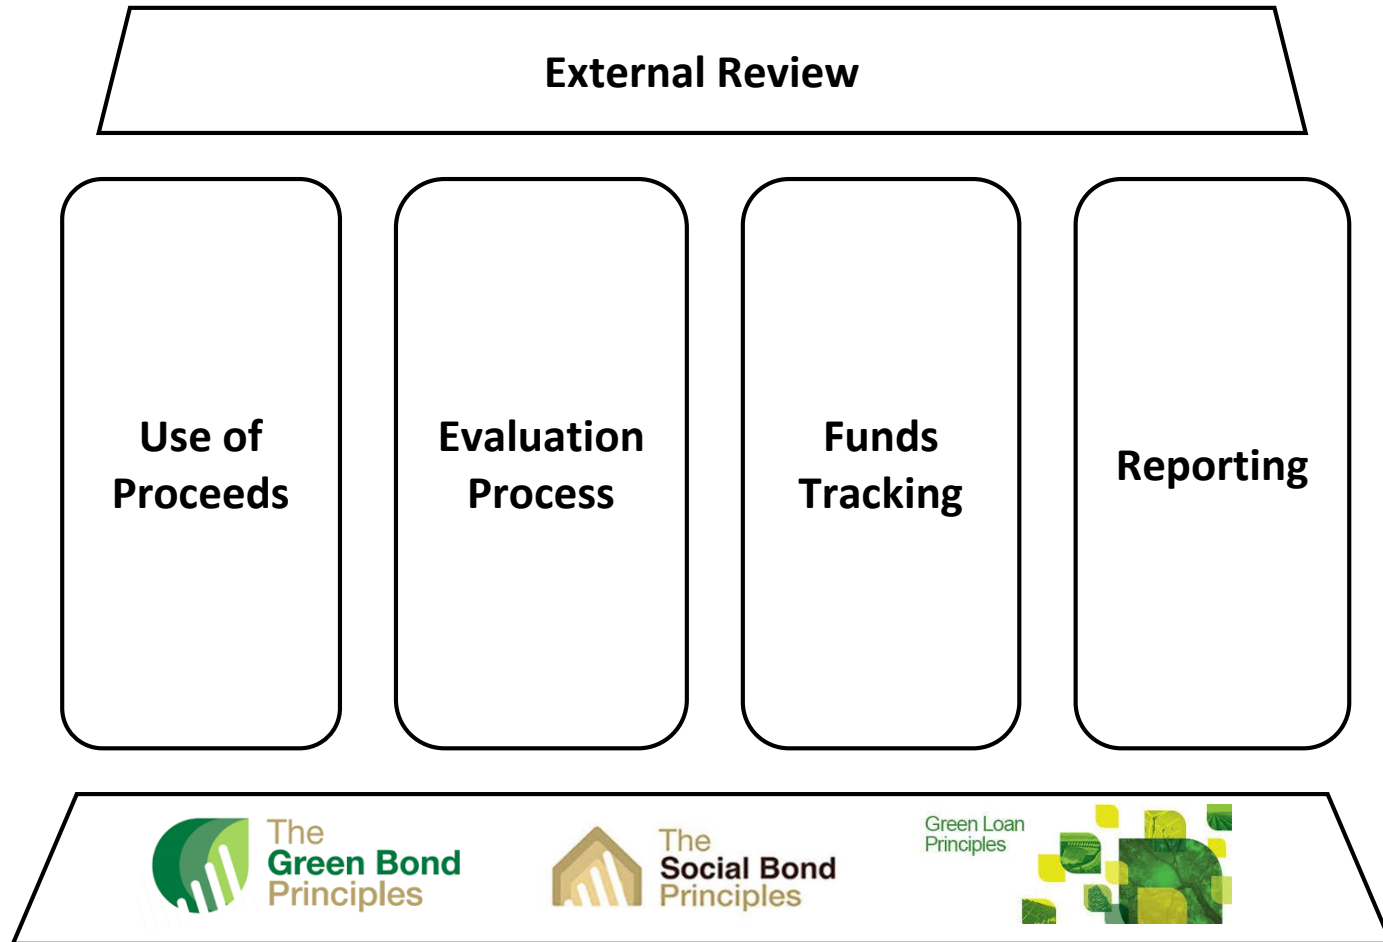 External Review
Use of
Proceeds
Evaluation
Process
Funds
Tracking
Reporting
The
Green Bond
Principles
The
Social Bond
Principles
Green Loan
Principles